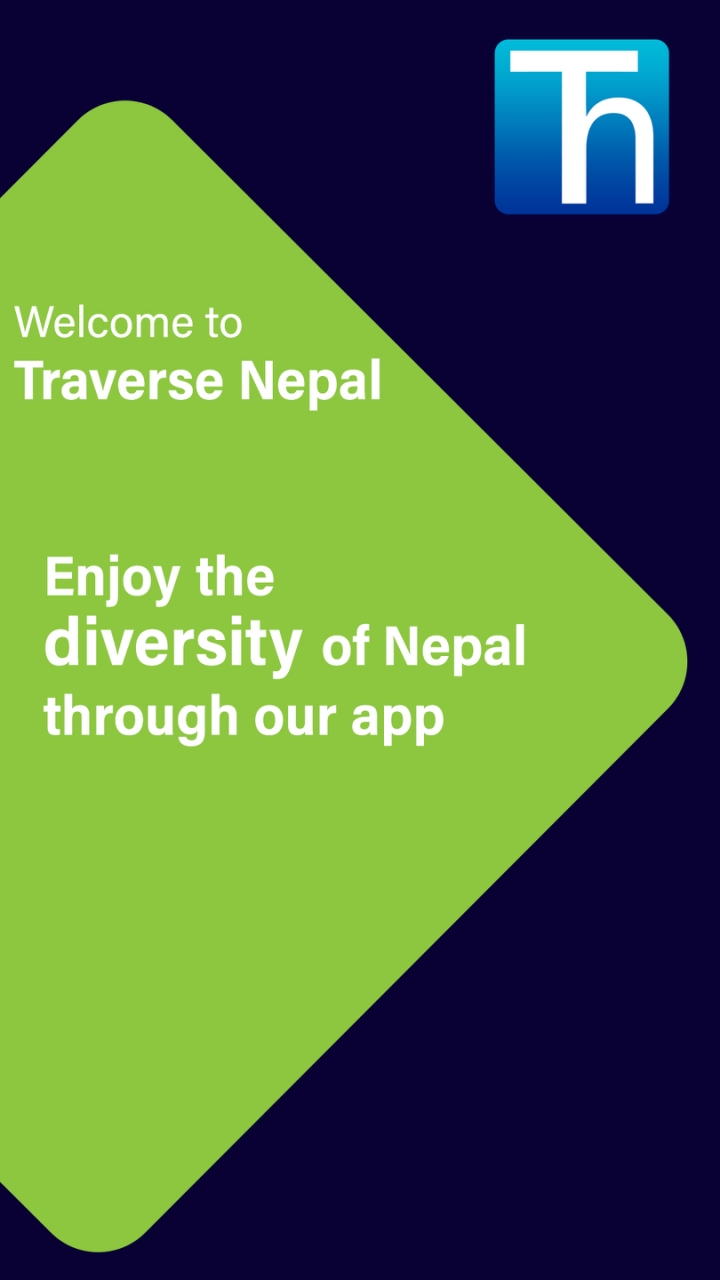 Th
Welcome to
Traverse Nepal
Enjoy the
diversity of Nepal
through our app